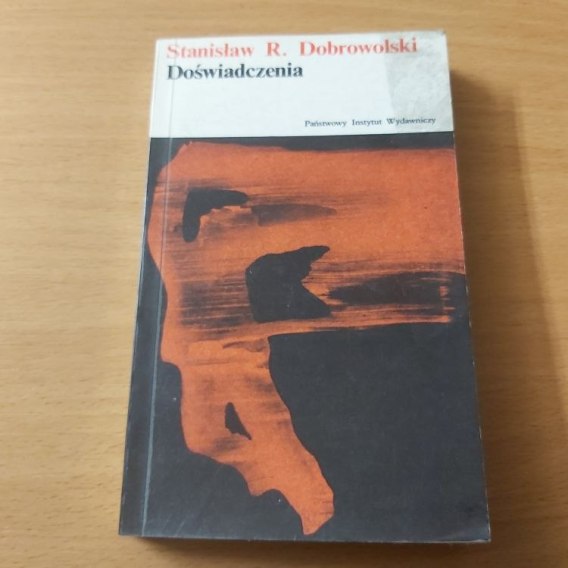 Stanisław R. Dobrowolski
Doświadczenia
Państwowy Instytut Wydawniczy